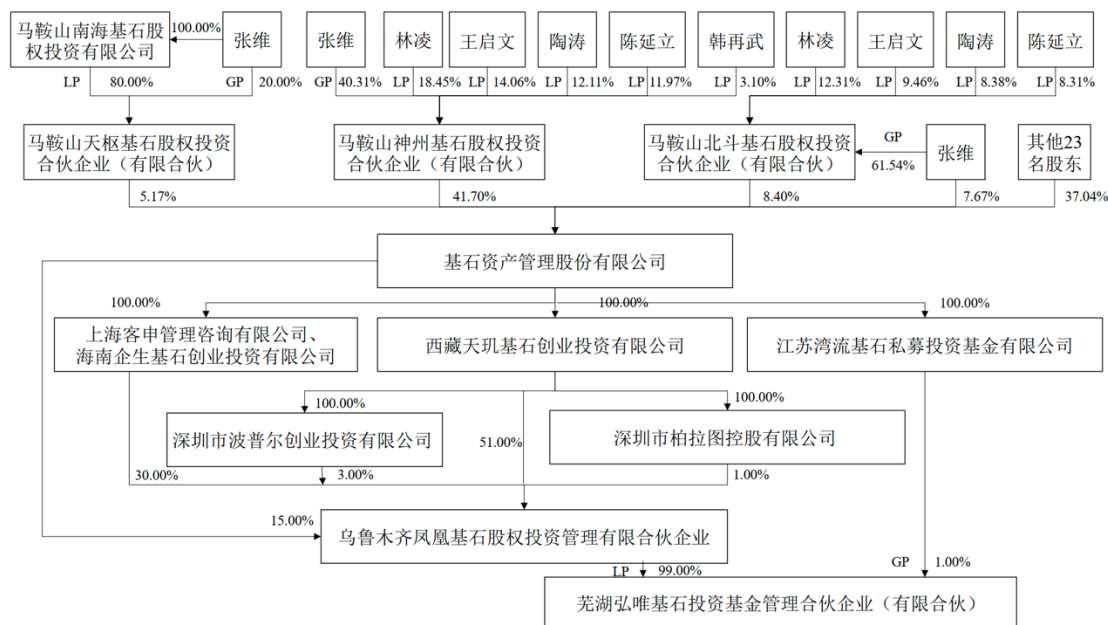 马鞍山南海基石股
权投资有限公司
100.00%
张维
张维
林凌
王启文
陶涛
陈延立
韩再武
林凌
王启文
陶涛
陈延立
LP
80.00%
GP
20.00%
GP
40.31%
LP
18.45%
LP
14.06%
LP
12.11%
LP
11.97%
LP
3.10%
LP
12.31%
LP
9.46%
LP
8.38%
LP
8.31%
马鞍山天枢基石股权投资
合伙企业（有限合伙）
马鞍山神州基石股权投资
合伙企业（有限合伙）
马鞍山北斗基石股权投资
合伙企业（有限合伙）
GP
61.54%
张维
其他23
名股东
5.17%
41.70%
8.40%
7.67%
37.04%
基石资产管理股份有限公司
100.00%
100.00%
100.00%
上海客申管理咨询有限公司、
海南企生基石创业投资有限公司
西藏天玑基石创业投资有限公司
江苏湾流基石私募投资基金有限公司
100.00%
100.00%
深圳市波普尔创业投资有限公司
51.00%
深圳市柏拉图控股有限公司
30.00%
3.00%
1.00%
15.00%
乌鲁木齐凤凰基石股权投资管理有限合伙企业
LP
99.00%
GP
1.00%
芜湖弘唯基石投资基金管理合伙企业（有限合伙）